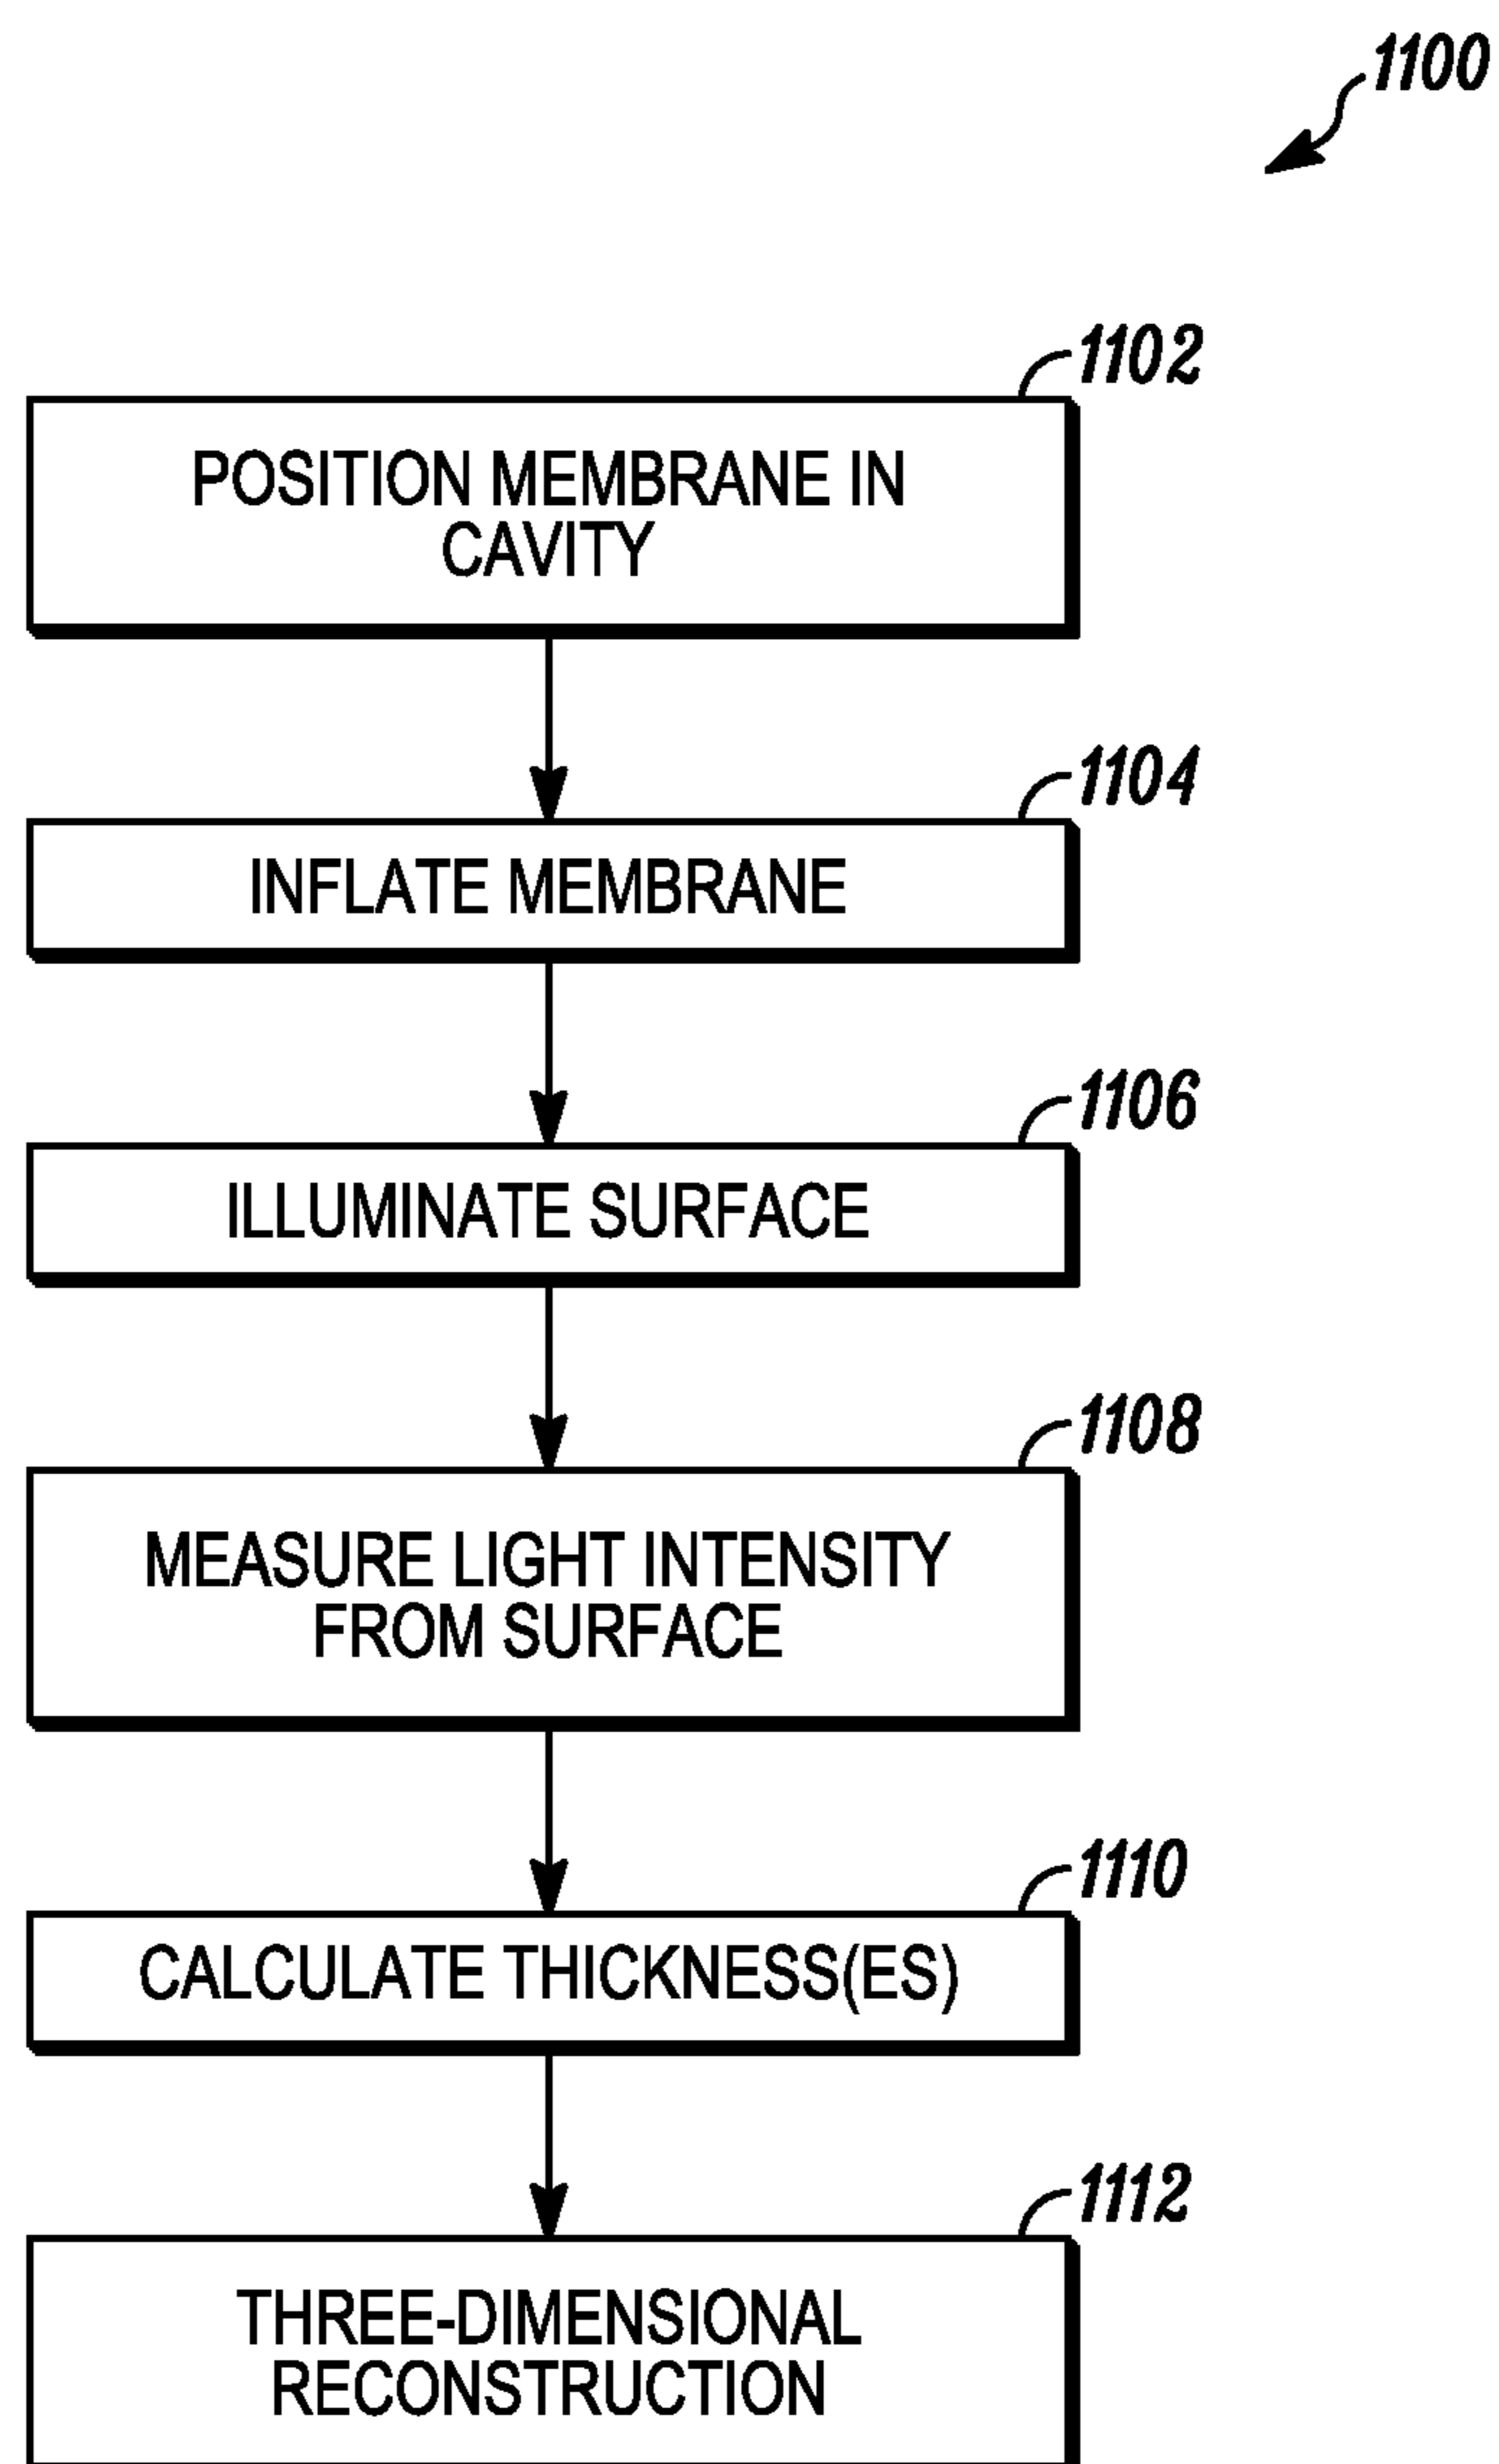 1100
1102
POSITION MEMBRANE IN
CAVITY
1104
INFLATE MEMBRANE
1106
ILLUMINATE SURFACE
1108
MEASURE LIGHT INTENSITY
FROM SURFACE
1110
CALCULATE THICKNESS(ES)
1112
THREE-DIMENSIONAL
RECONSTRUCTION